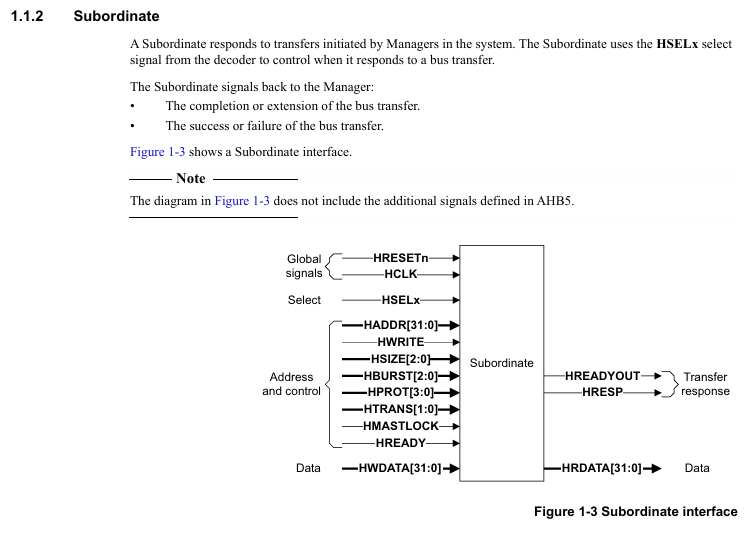 1.1.2 Subordinate
A Subordinate responds to transfers initiated by Managers in the system. The Subordinate uses the HSELx select
signal from the decoder to control when it responds to a bus transfer.
The Subordinate signals back to the Manager:
• The completion or extension of the bus transfer.
• The success or failure of the bus transfer.
Figure 1-3 shows a Subordinate interface.
Note
The diagram in Figure 1-3 does not include the additional signals defined in AHB5.
Global
signals
HRESETn
HCLK
Select
HSELx
Address
and control
HADDR[31:0]
HWRITE
HSIZE[2:0]
HBURST[2:0]
HPROT[3:0]
HTRANS[1:0]
HMASTLOCK
HREADY
Data
HWDATA[31:0]
Subordinate
HREADYOUT
HRESP
Transfer
response
HRDATA[31:0]
Data
Figure 1-3 Subordinate interface